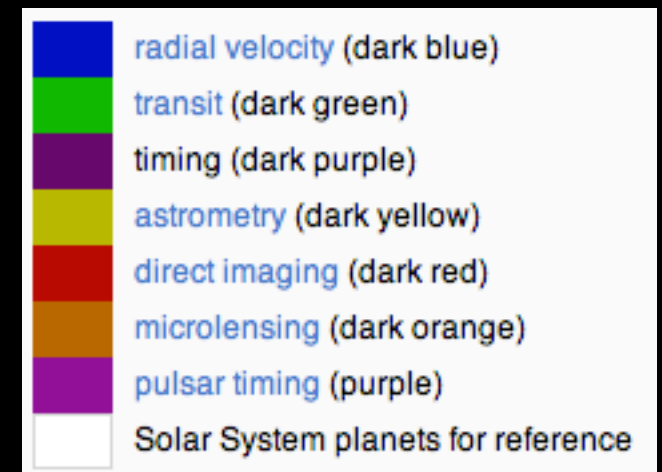 radial velocity (dark blue)
transit (dark green)
timing (dark purple)
astrometry (dark yellow)
direct imaging (dark red)
microlensing (dark orange)
pulsar timing (purple)
Solar System planets for reference